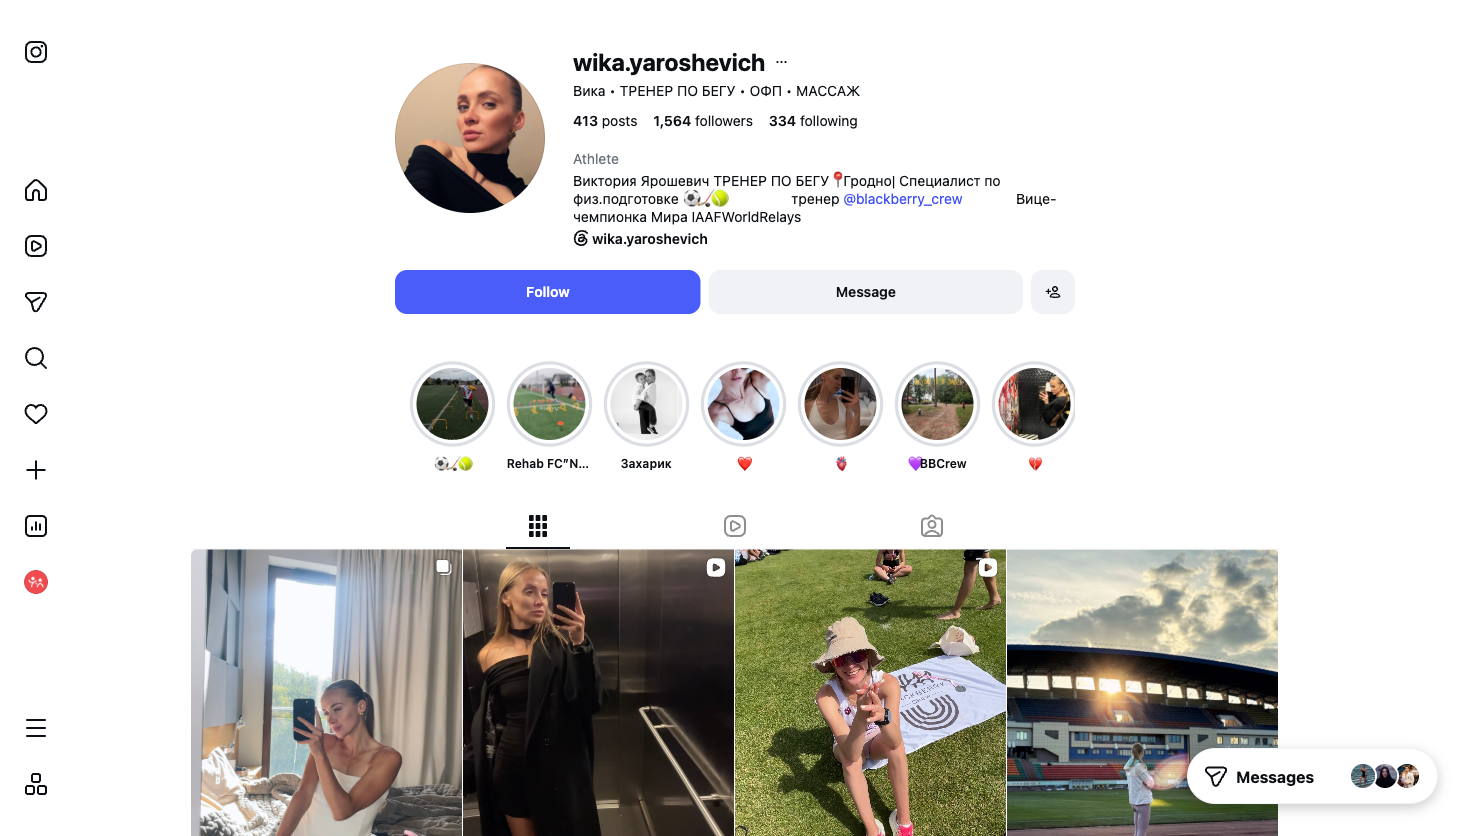 wika.yaroshevich ...
Вика • ТРЕНЕР ПО БЕГУ • ОФП • МАССАЖ
413 posts 1,564 followers 334 following
Athlete
Виктория Ярошевич ТРЕНЕР ПО БЕГУ📍Гродно| Специалист по
физ.подготовке ⚽🏒🎾 тренер @blackberry_crew Вице-
чемпионка Мира IAAFWorldRelays
wika.yaroshevich
Follow Message
⚽🏒🎾 Rehab FC"N... Захарик ❤️ 🫀 💜BBCrew 💔
Messages